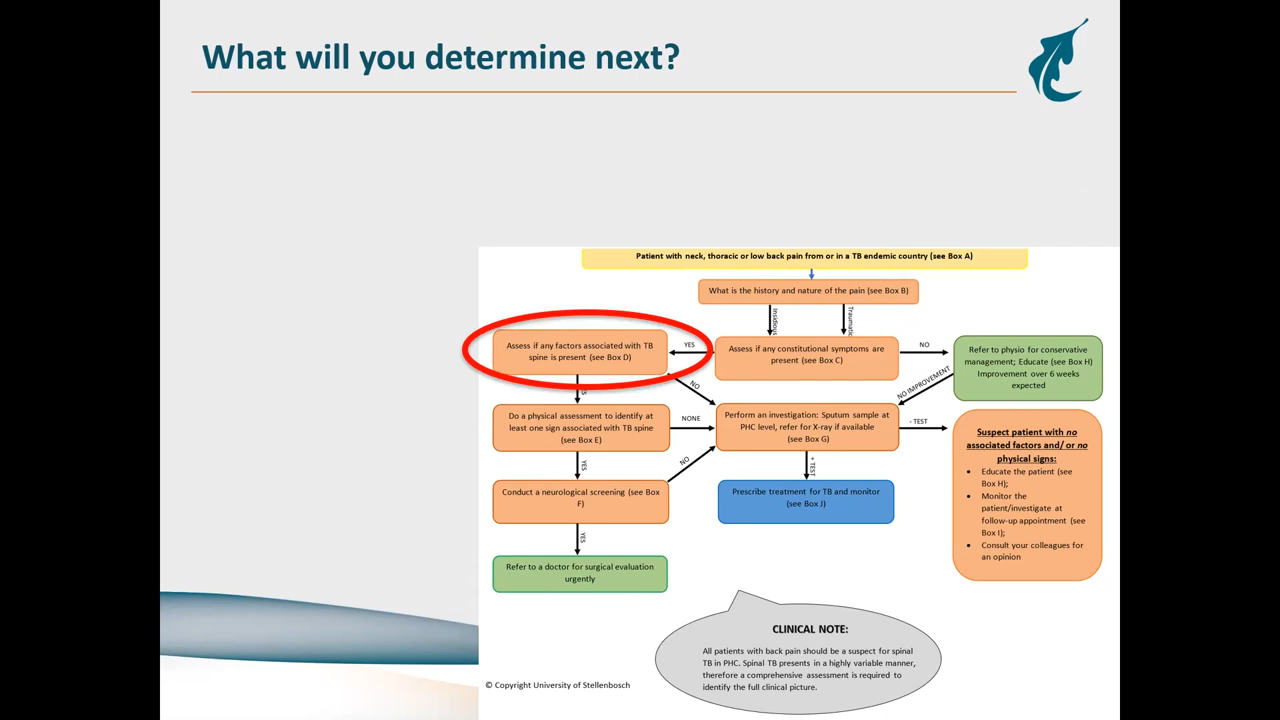 What will you determine next?
Patient with neck, thoracic or low back pain from or in a TB endemic country (see Box A)
What is the history and nature of the pain (see Box B)
Insidious
Traumatic
Assess if any factors associated with TB
spine is present (see Box D)
YES
Assess if any constitutional symptoms are
present (see Box C)
NO
Refer to physio for conservative
management; Educate (see Box H)
Improvement over 6 weeks
expected
NO
NO IMPROVEMENT
Do a physical assessment to identify at
least one sign associated with TB spine
(see Box E)
NONE
Perform an investigation: Sputum sample at
PHC level, refer for X-ray if available
(see Box G)
- TEST
Suspect patient with no
associated factors and/ or no
physical signs:
• Educate the patient (see
Box H);
• Monitor the
patient/investigate at
follow-up appointment (see
Box I);
• Consult your colleagues for
an opinion
YES
NO
+ TEST
Conduct a neurological screening (see Box
F)
Prescribe treatment for TB and monitor
(see Box J)
YES
Refer to a doctor for surgical evaluation
urgently
CLINICAL NOTE:
All patients with back pain should be a suspect for spinal
TB in PHC. Spinal TB presents in a highly variable manner,
therefore a comprehensive assessment is required to
identify the full clinical picture.
© Copyright University of Stellenbosch